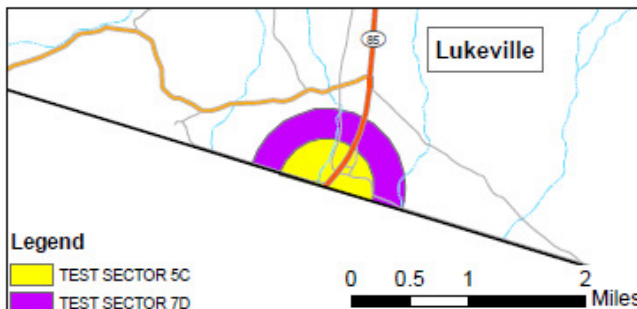 85
Lukeville
Legend
TEST SECTOR 5C
TEST SECTOR 7D
0 0.5 1 2
Miles